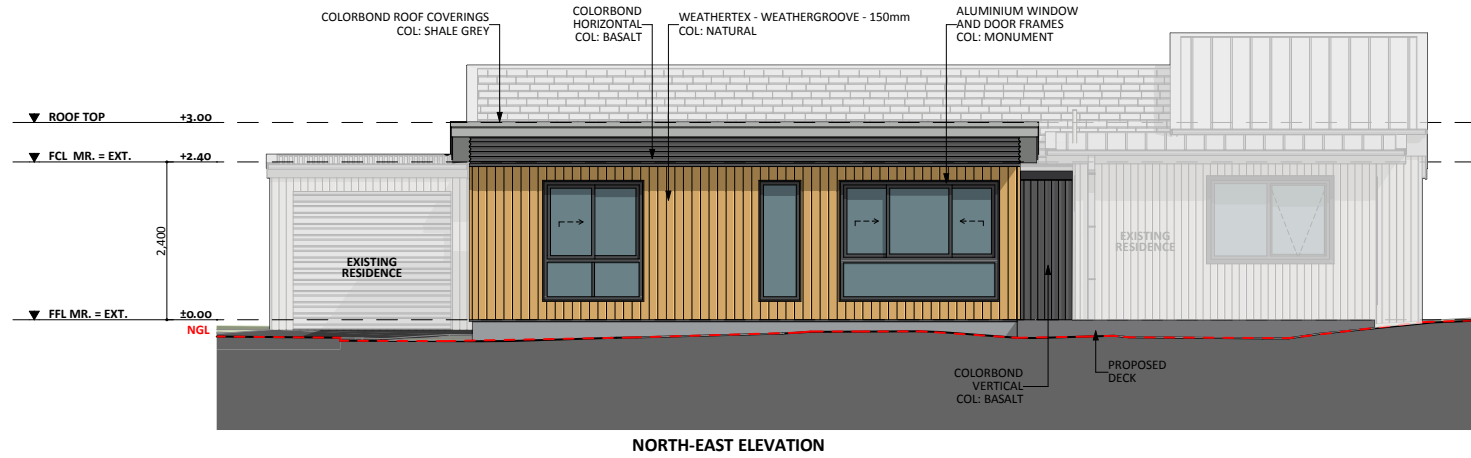 COLORBOND ROOF COVERINGS
COL: SHALE GREY
COLORBOND
HORIZONTAL
COL: BASALT
WEATHERTEX - WEATHERGROOVE - 150mm
COL: NATURAL
ALUMINIUM WINDOW
AND DOOR FRAMES
COL: MONUMENT
ROOF TOP +3.00
FCL MR. = EXT. +2.40
2,400
EXISTING
RESIDENCE
EXISTING
RESIDENCE
FFL MR. = EXT. ±0.00
NGL
COLORBOND
VERTICAL
COL: BASALT
PROPOSED
DECK
NORTH-EAST ELEVATION